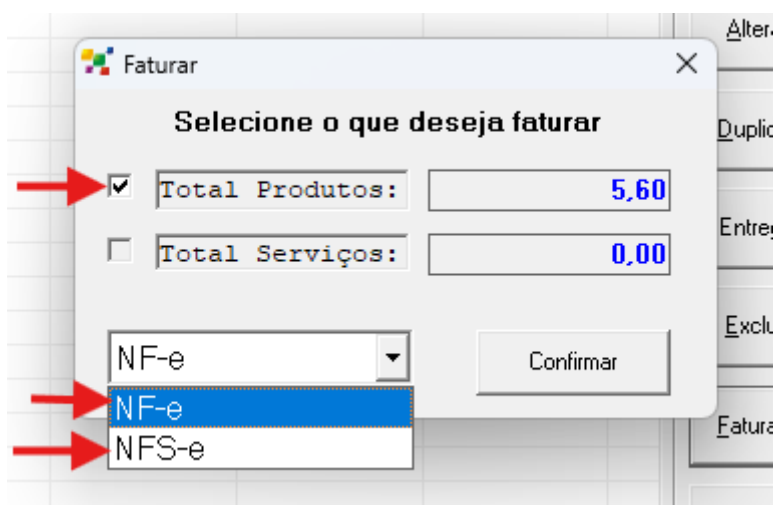 Faturar
Selecione o que deseja faturar
Total Produtos: 5,60
Total Serviços: 0,00
NF-e
Confirmar
NF-e
NFS-e